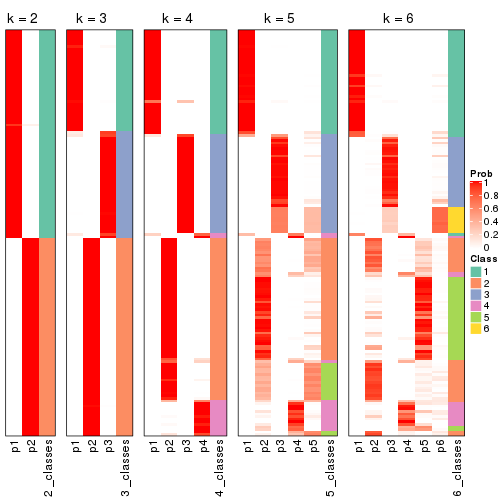 k = 2
k = 3
k = 4
k = 5
k = 6
Prob
1
0.8
0.6
0.4
0.2
0
Class
1
2
3
4
5
6
p1
p2
2_classes
p1
p2
p3
3_classes
p1
p2
p3
p4
4_classes
p1
p2
p3
p4
p5
5_classes
p1
p2
p3
p4
p5
p6
6_classes